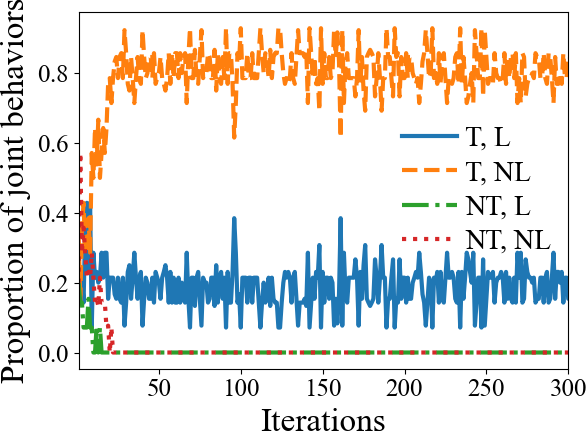 Proportion of joint behaviors
0.8
0.6
0.4
0.2
0.0
T, L
T, NL
NT, L
NT, NL
50
100
150
200
250
300
Iterations